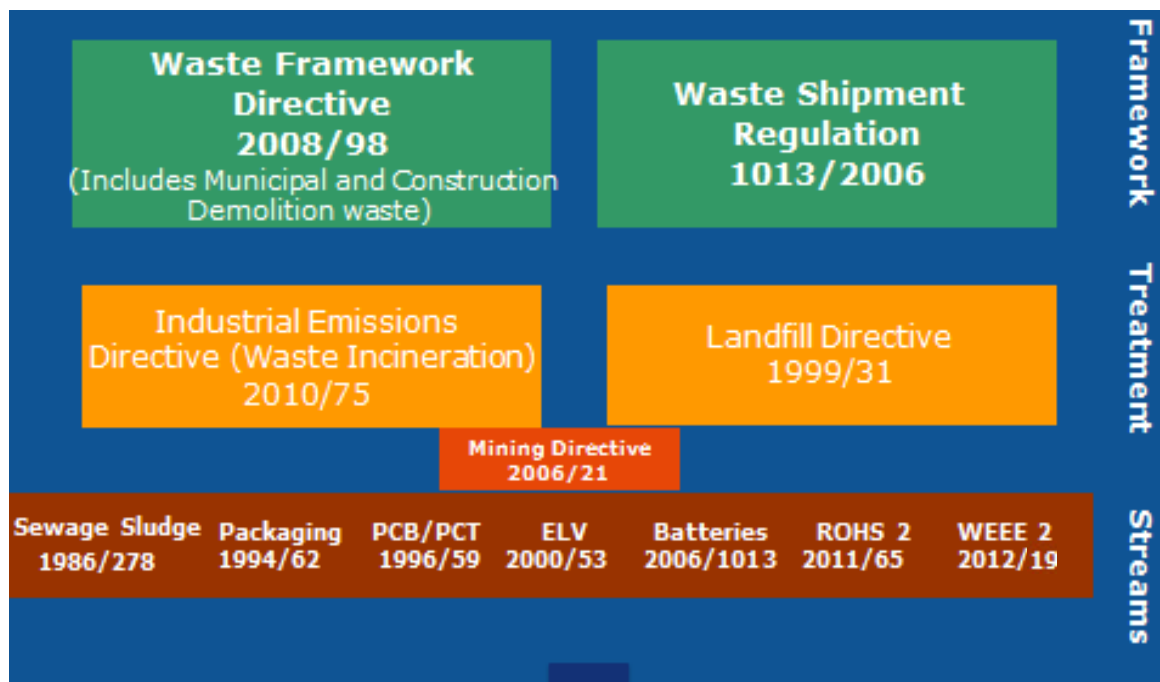 Waste Framework
Directive
2008/98
(Includes Municipal and Construction
Demolition waste)
Waste Shipment
Regulation
1013/2006
Framework
Industrial Emissions
Directive (Waste Incineration)
2010/75
Landfill Directive
1999/31
Treatment
Mining Directive
2006/21
Sewage Sludge
1986/278
Packaging
1994/62
PCB/PCT
1996/59
ELV
2000/53
Batteries
2006/1013
ROHS 2
2011/65
WEEE 2
2012/19
Streams